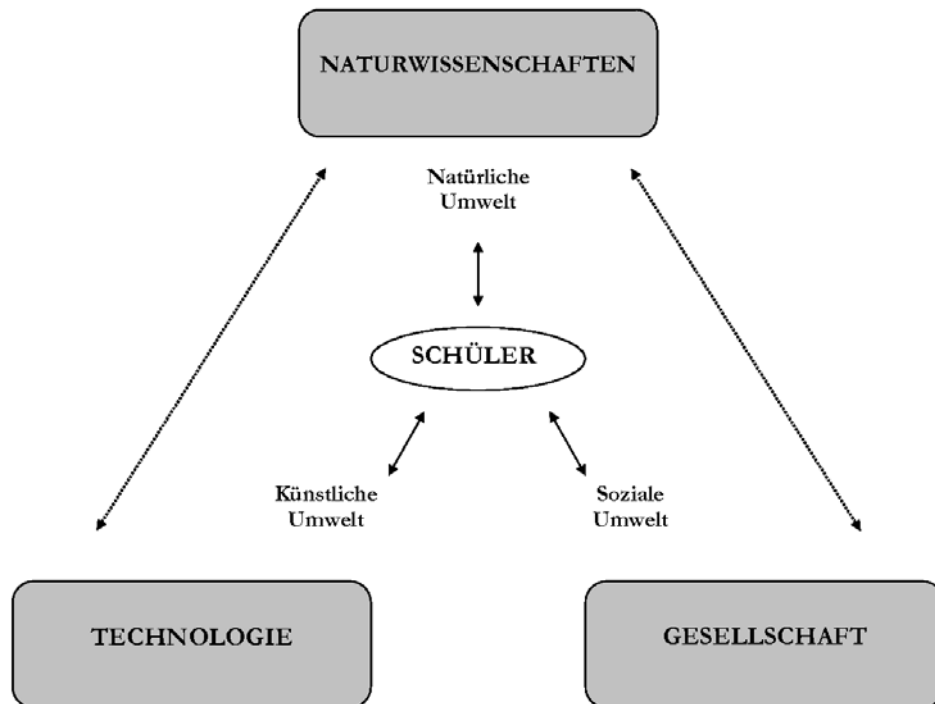 NATURWISSENSCHAFTEN
Natürliche
Umwelt
SCHÜLER
Künstliche
Umwelt
Soziale
Umwelt
TECHNOLOGIE
GESELLSCHAFT